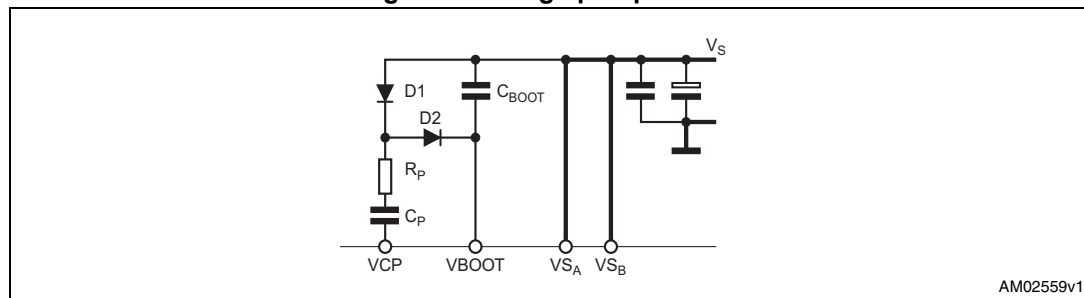 V_S
D1
C_BOOT
D2
R_P
C_P
VCP
VBOOT
VS_A
VS_B
AM02559v1